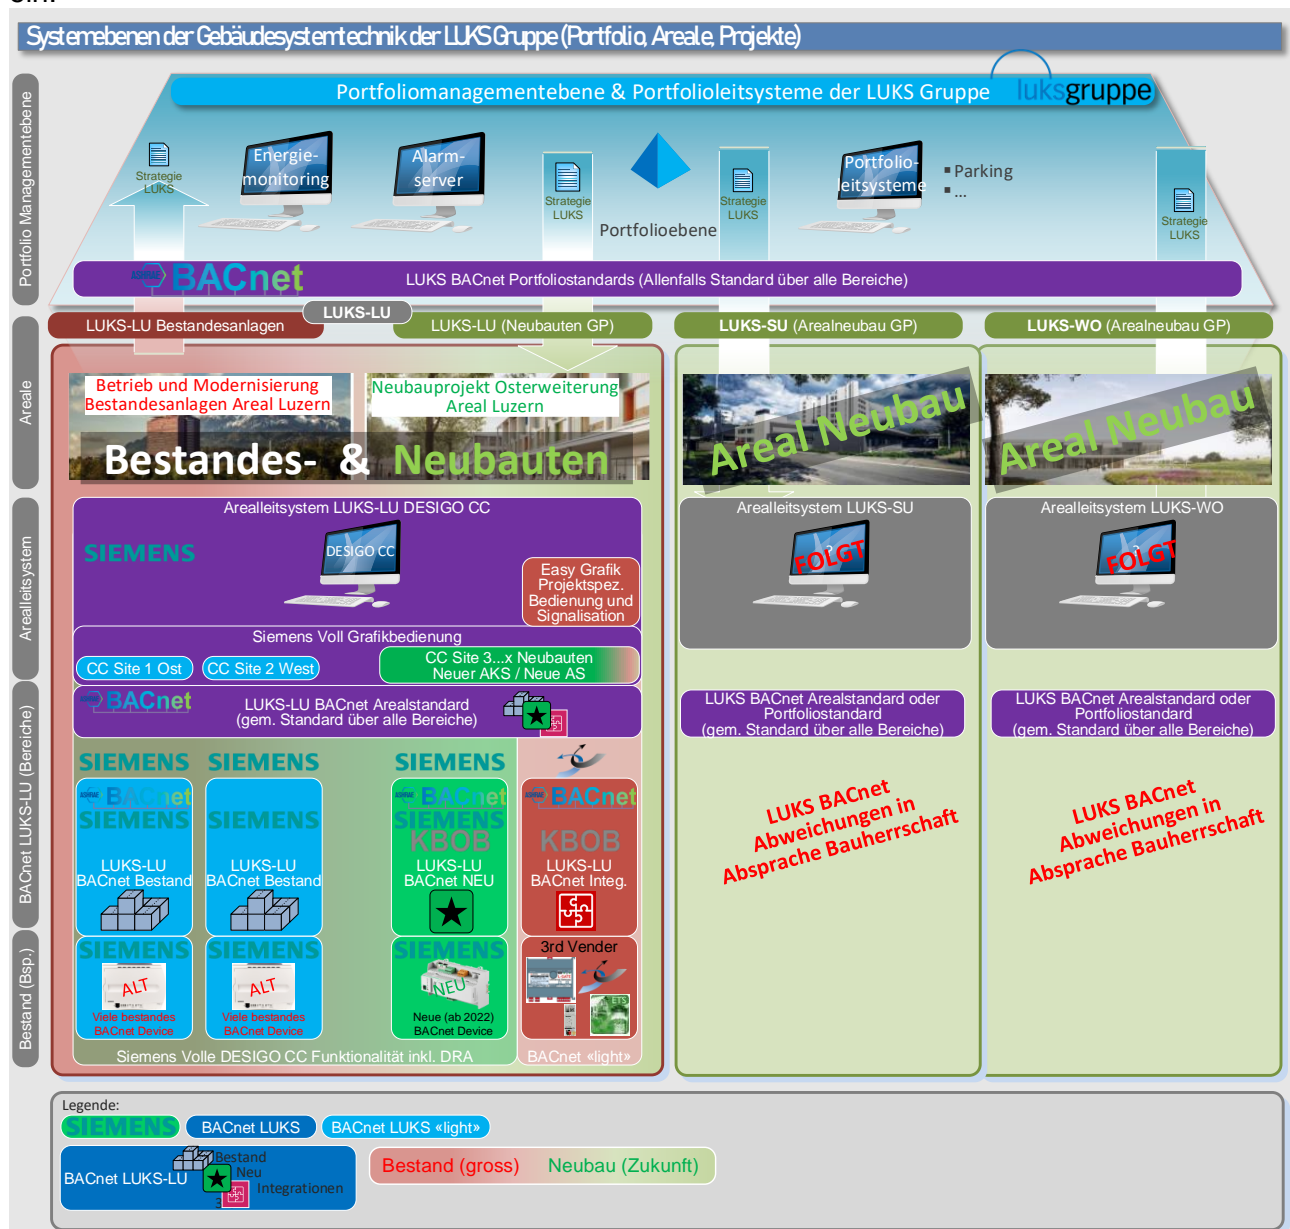 Systemebenen der Gebäudesystemtechnik der LUKS Gruppe (Portfolio, Areale, Projekte)
Portfolio Managementebene
Portfoliomanagementebene & Portfolioleitsysteme der LUKS Gruppe
luksgruppe
Strategie
LUKS
Energie-
monitoring
Alarm-
server
Strategie
LUKS
Portfolioebene
Strategie
LUKS
Portfolio-
leitsysteme
Parking
...
Strategie
LUKS
ASHRAE BACnet
LUKS BACnet Portfoliostandards (Allenfalls Standard über alle Bereiche)
LUKS-LU
LUKS-LU Bestandesanlagen
LUKS-LU (Neubauten GP)
LUKS-SU (Arealneubau GP)
LUKS-WO (Arealneubau GP)
Areale
Betrieb und Modernisierung
Bestandesanlagen Areal Luzern
Neubauprojekt Osterweiterung
Areal Luzern
Bestandes- & Neubauten
Areal Neubau
Areal Neubau
Arealleitsystem
Arealleitsystem LUKS-LU DESIGO CC
SIEMENS
DESIGO CC
Easy Grafik
Projektspez.
Bedienung und
Signalisation
Arealleitsystem LUKS-SU
?
FOLGT
Arealleitsystem LUKS-WO
?
FOLGT
Siemens Voll Grafikbedienung
CC Site 1 Ost
CC Site 2 West
CC Site 3...x Neubauten
Neuer AKS / Neue AS
BACnet LUKS-LU (Bereiche)
BACnet
LUKS-LU BACnet Arealstandard
(gem. Standard über alle Bereiche)
LUKS BACnet Arealstandard oder
Portfoliostandard
(gem. Standard über alle Bereiche)
LUKS BACnet Arealstandard oder
Portfoliostandard
(gem. Standard über alle Bereiche)
SIEMENS
SIEMENS
SIEMENS
ASHRAE BACnet
SIEMENS
LUKS-LU
BACnet Bestand
SIEMENS
LUKS-LU
BACnet Bestand
ASHRAE BACnet
SIEMENS
KBOB
LUKS-LU
BACnet NEU
ASHRAE BACnet
KBOB
LUKS-LU
BACnet Integ.
LUKS BACnet
Abweichungen in
Absprache Bauherrschaft
LUKS BACnet
Abweichungen in
Absprache Bauherrschaft
Bestand (Bsp.)
SIEMENS
ALT
Viele bestandes
BACnet Device
SIEMENS
ALT
Viele bestandes
BACnet Device
SIEMENS
NEU
Neue (ab 2022)
BACnet Device
3rd Vender
ETS
Siemens Volle DESIGO CC Funktionalität inkl. DRA
BACnet «light»
Legende:
SIEMENS
BACnet LUKS
BACnet LUKS «light»
BACnet LUKS-LU
Bestand
Neu
Integrationen
3
Bestand (gross)
Neubau (Zukunft)